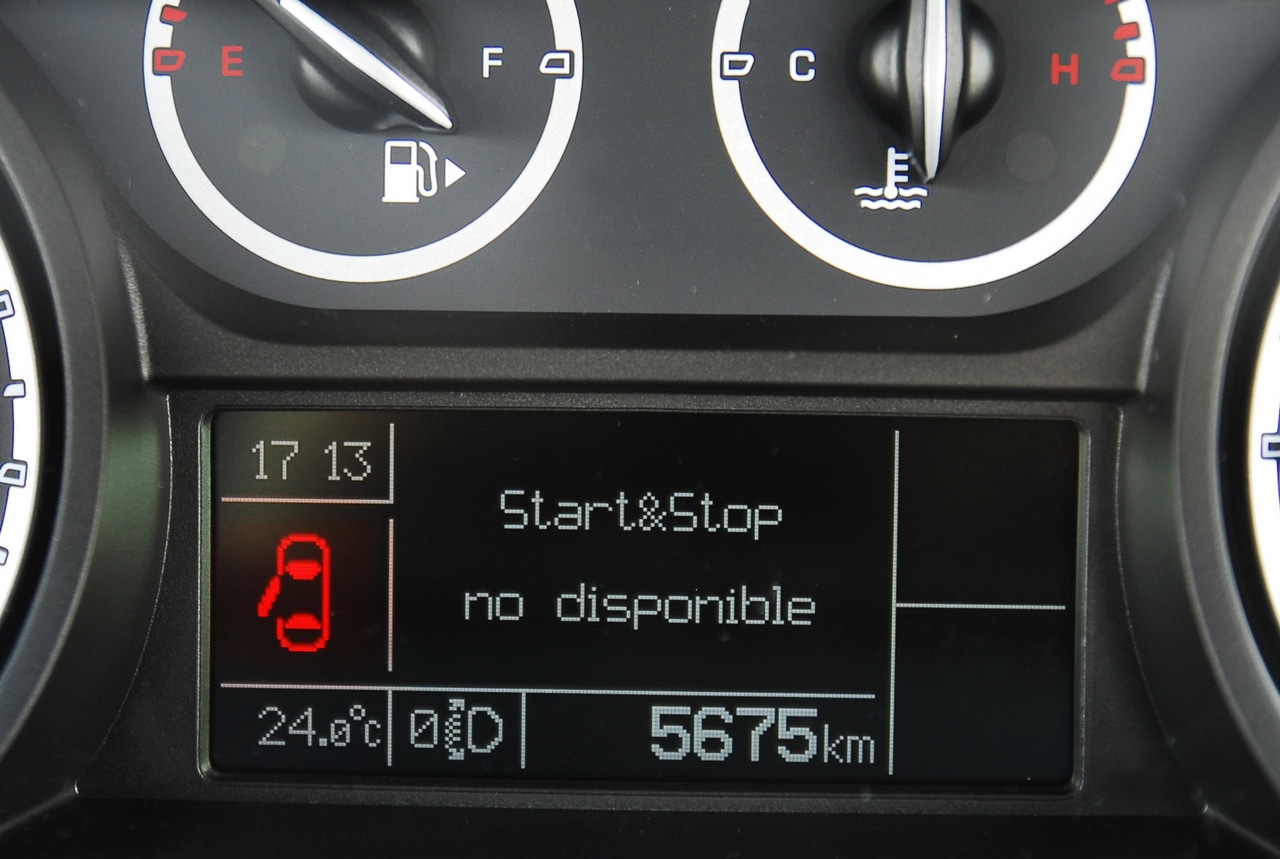 E F
C H
17 13
Start&Stop
no disponible
24.0°C
0
5675km